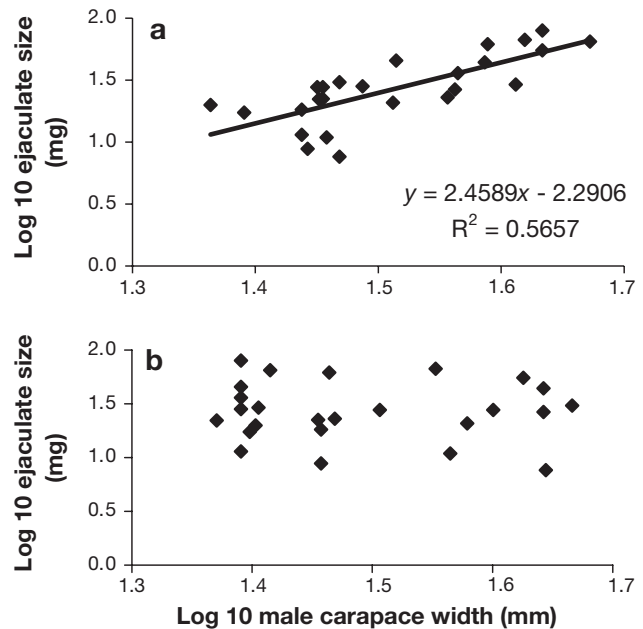 a
Log 10 ejaculate size
(mg)
2.0
1.5
1.0
0.5
0.0
y = 2.4589x - 2.2906
R² = 0.5657
1.3 1.4 1.5 1.6 1.7
b
Log 10 ejaculate size
(mg)
2.0
1.5
1.0
0.5
0.0
1.3 1.4 1.5 1.6 1.7
Log 10 male carapace width (mm)